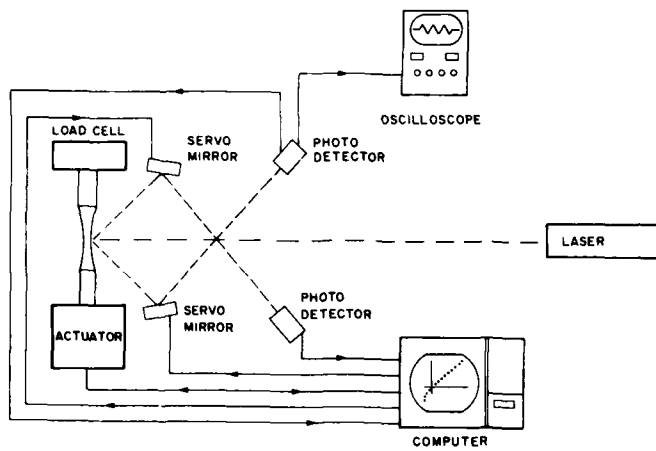 OSCILLOSCOPE
LOAD CELL
SERVO
MIRROR
PHOTO
DETECTOR
LASER
PHOTO
DETECTOR
SERVO
MIRROR
ACTUATOR
COMPUTER